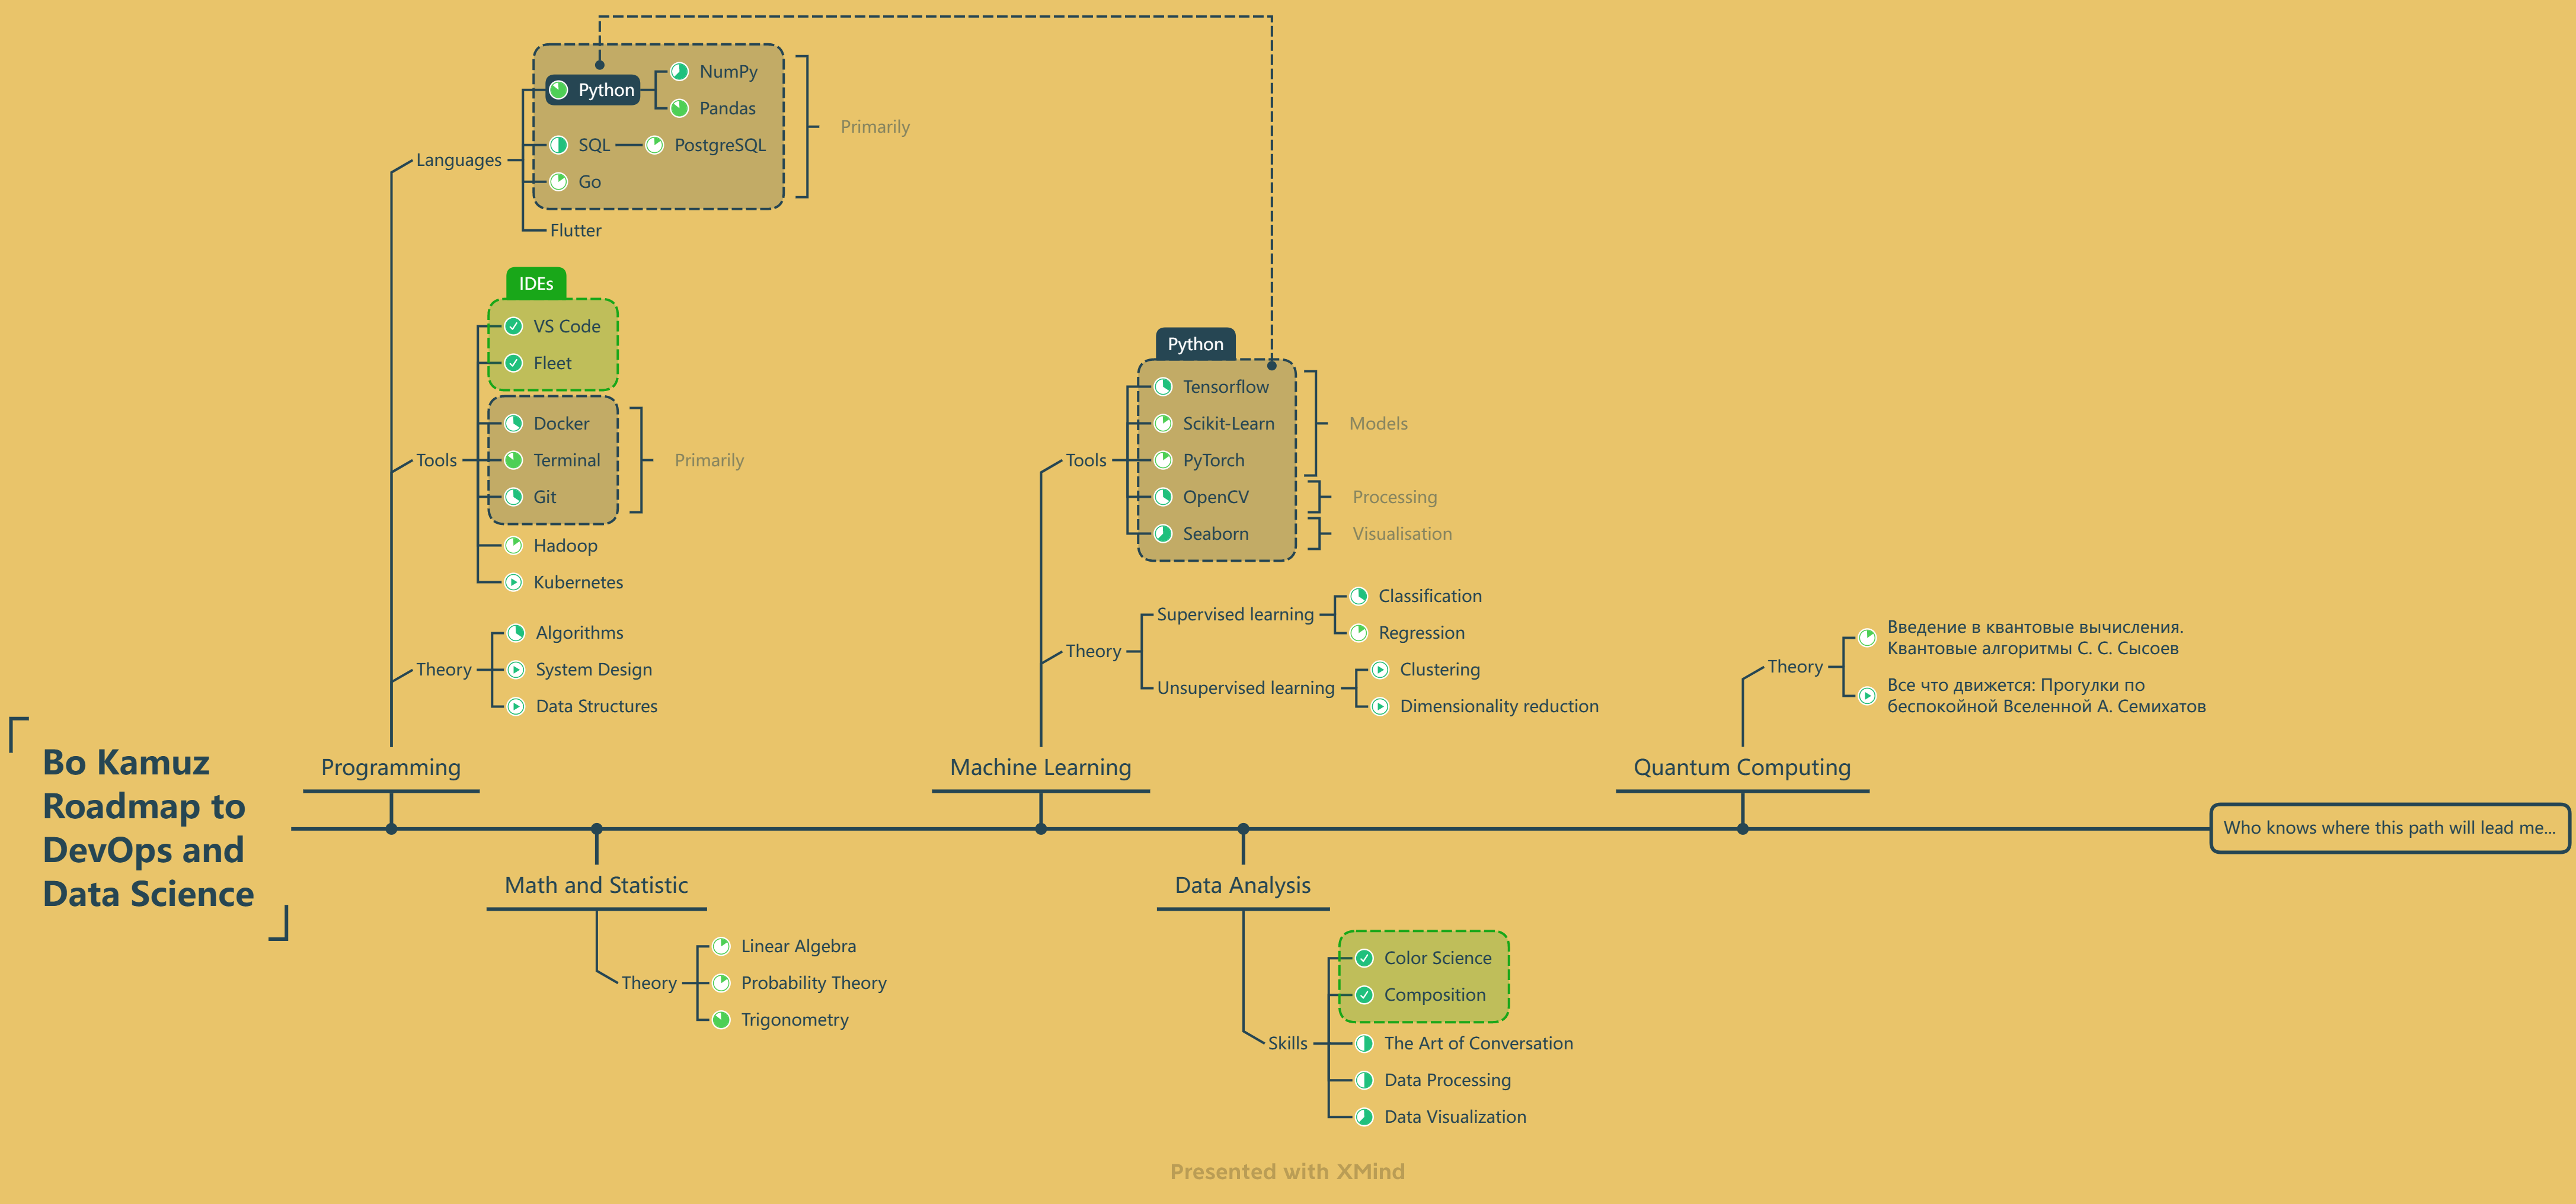 Bo Kamuz
Roadmap to
DevOps and
Data Science
Programming
Languages
Python
NumPy
Pandas
SQL
PostgreSQL
Go
Primarily
Flutter
Tools
IDEs
VS Code
Fleet
Docker
Terminal
Git
Primarily
Hadoop
Kubernetes
Theory
Algorithms
System Design
Data Structures
Math and Statistic
Theory
Linear Algebra
Probability Theory
Trigonometry
Machine Learning
Tools
Python
Tensorflow
Scikit-Learn
PyTorch
Models
OpenCV
Processing
Seaborn
Visualisation
Theory
Supervised learning
Classification
Regression
Unsupervised learning
Clustering
Dimensionality reduction
Data Analysis
Skills
Color Science
Composition
The Art of Conversation
Data Processing
Data Visualization
Quantum Computing
Theory
Введение в квантовые вычисления.
Квантовые алгоритмы С. С. Сысоев
Все что движется: Прогулки по
беспокойной Вселенной А. Семихатов
Who knows where this path will lead me...
Presented with XMind